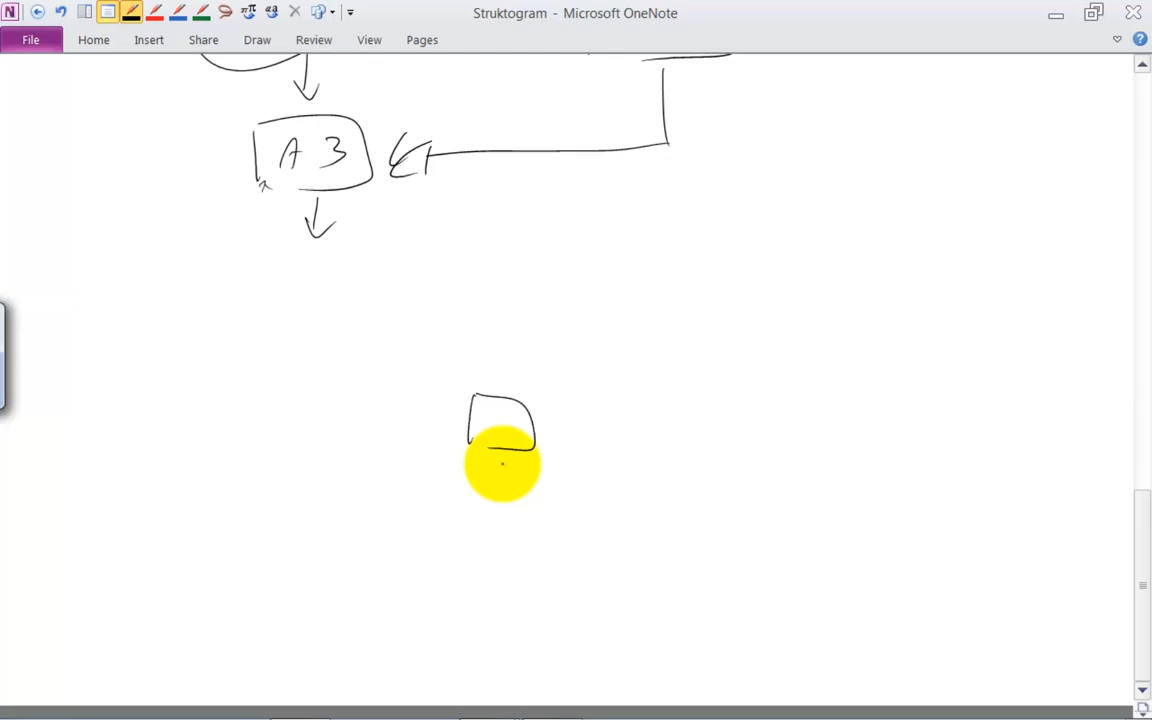 Struktogram - Microsoft OneNote
File Home Insert Share Draw Review View Pages
A 3